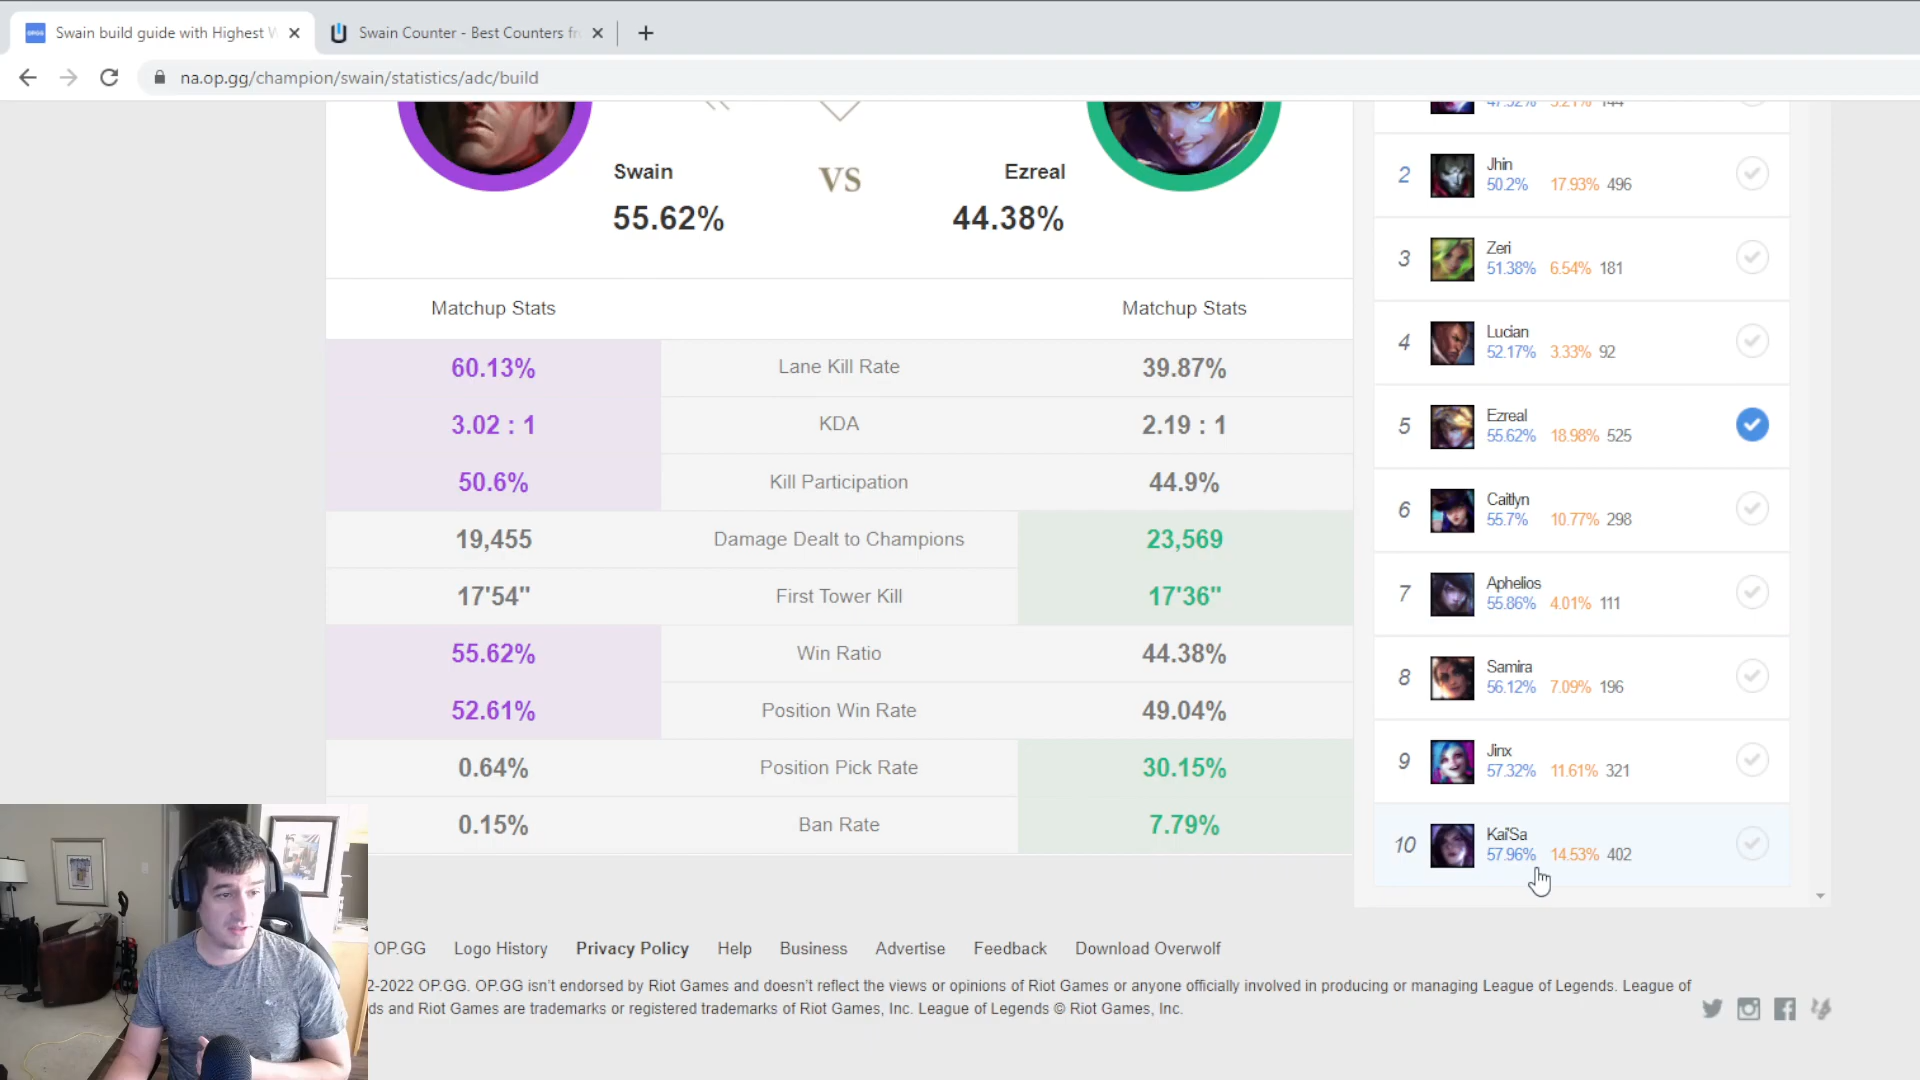 Swain build guide with Highest W
Swain Counter - Best Counters fr
na.op.gg/champion/swain/statistics/adc/build
Swain
VS
Ezreal
55.62%
44.38%
Matchup Stats
Matchup Stats
60.13% Lane Kill Rate 39.87%
3.02 : 1 KDA 2.19 : 1
50.6% Kill Participation 44.9%
19,455 Damage Dealt to Champions 23,569
17'54" First Tower Kill 17'36"
55.62% Win Ratio 44.38%
52.61% Position Win Rate 49.04%
0.64% Position Pick Rate 30.15%
0.15% Ban Rate 7.79%
2 Jhin
50.2% 17.93% 496
3 Zeri
51.38% 6.54% 181
4 Lucian
52.17% 3.33% 92
5 Ezreal
55.62% 18.98% 525
6 Caitlyn
55.7% 10.77% 298
7 Aphelios
55.86% 4.01% 111
8 Samira
56.12% 7.09% 196
9 Jinx
57.32% 11.61% 321
10 Kai'Sa
57.96% 14.53% 402
OP.GG Logo History Privacy Policy Help Business Advertise Feedback Download Overwolf
2-2022 OP.GG. OP.GG isn't endorsed by Riot Games and doesn't reflect the views or opinions of Riot Games or anyone officially involved in producing or managing League of Legends. League of
ds and Riot Games are trademarks or registered trademarks of Riot Games, Inc. League of Legends © Riot Games, Inc.